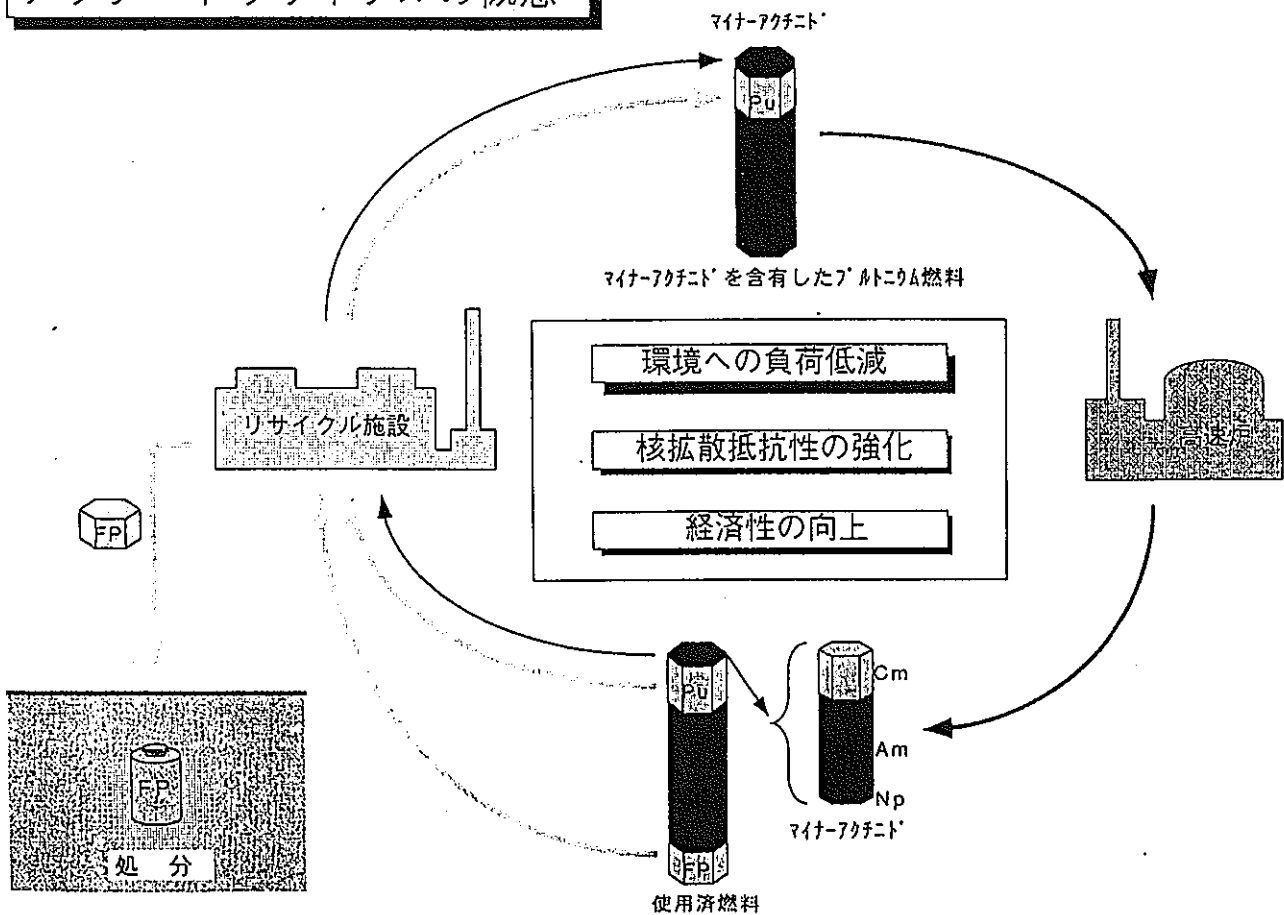 マイナーアクチニド
Pu
マイナーアクチニドを含有したプルトニウム燃料
環境への負荷低減
核拡散抵抗性の強化
経済性の向上
リサイクル施設
高速炉
FP
Pu
FP
使用済燃料
Cm
Am
Np
マイナーアクチニド
FP
処 分